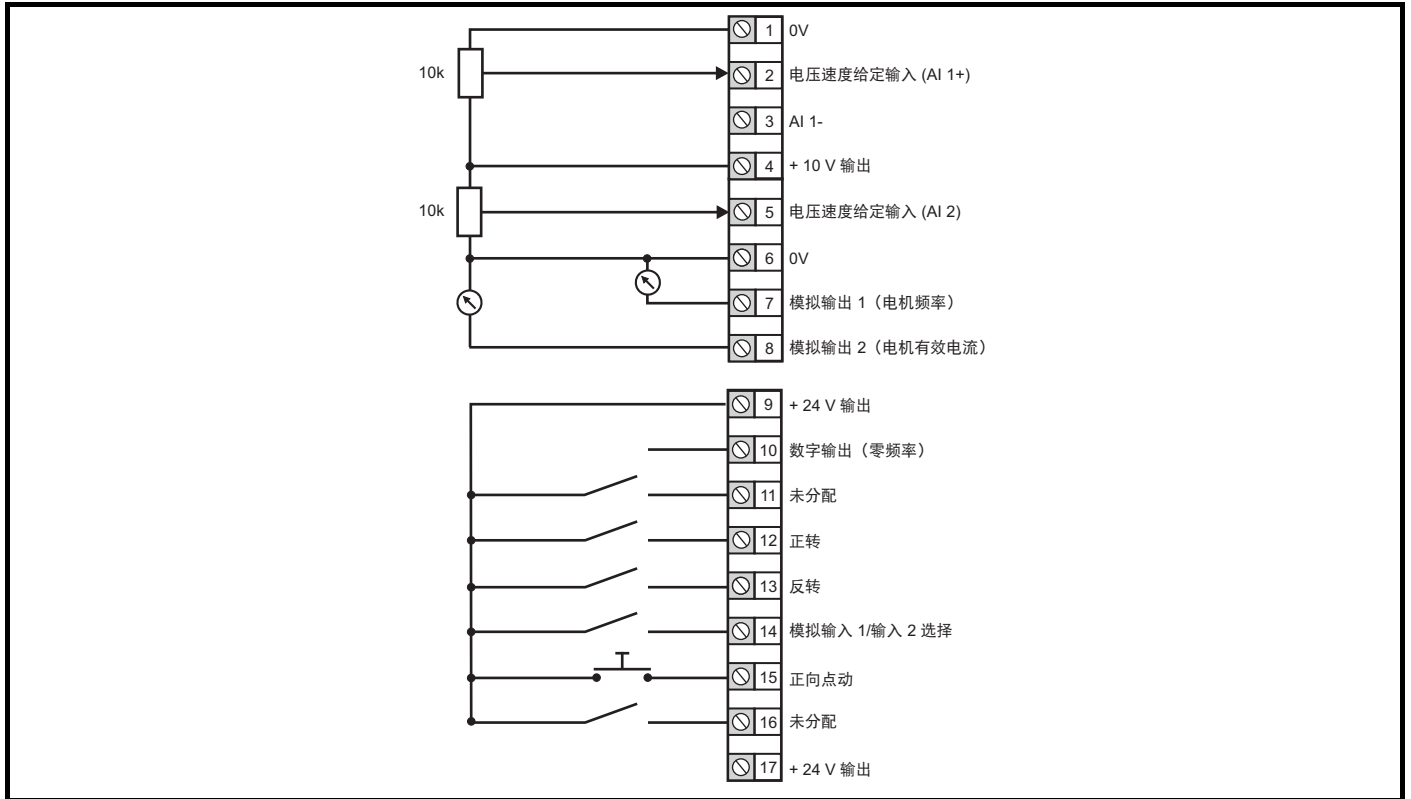 1 0V
10k
2 电压速度给定输入 (AI 1+)
3 AI 1-
4 + 10 V 输出
10k
5 电压速度给定输入 (AI 2)
6 0V
7 模拟输出 1（电机频率）
8 模拟输出 2（电机有效电流）
9 + 24 V 输出
10 数字输出（零频率）
11 未分配
12 正转
13 反转
14 模拟输入 1/输入 2 选择
15 正向点动
16 未分配
17 + 24 V 输出